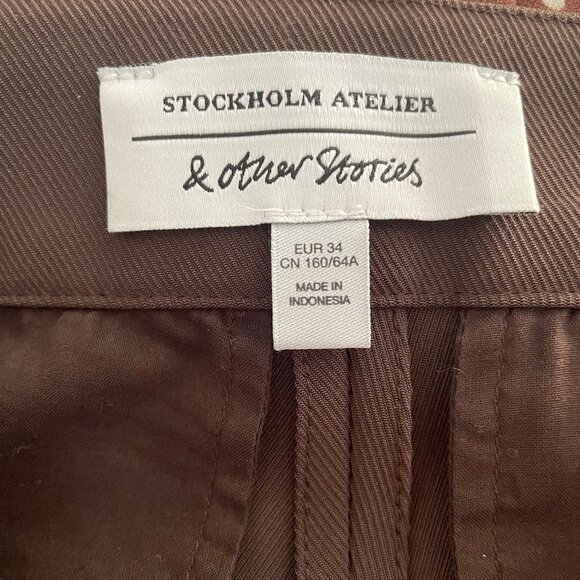 STOCKHOLM ATELIER
& other Stories
EUR 34
CN 160/64A
MADE IN
INDONESIA